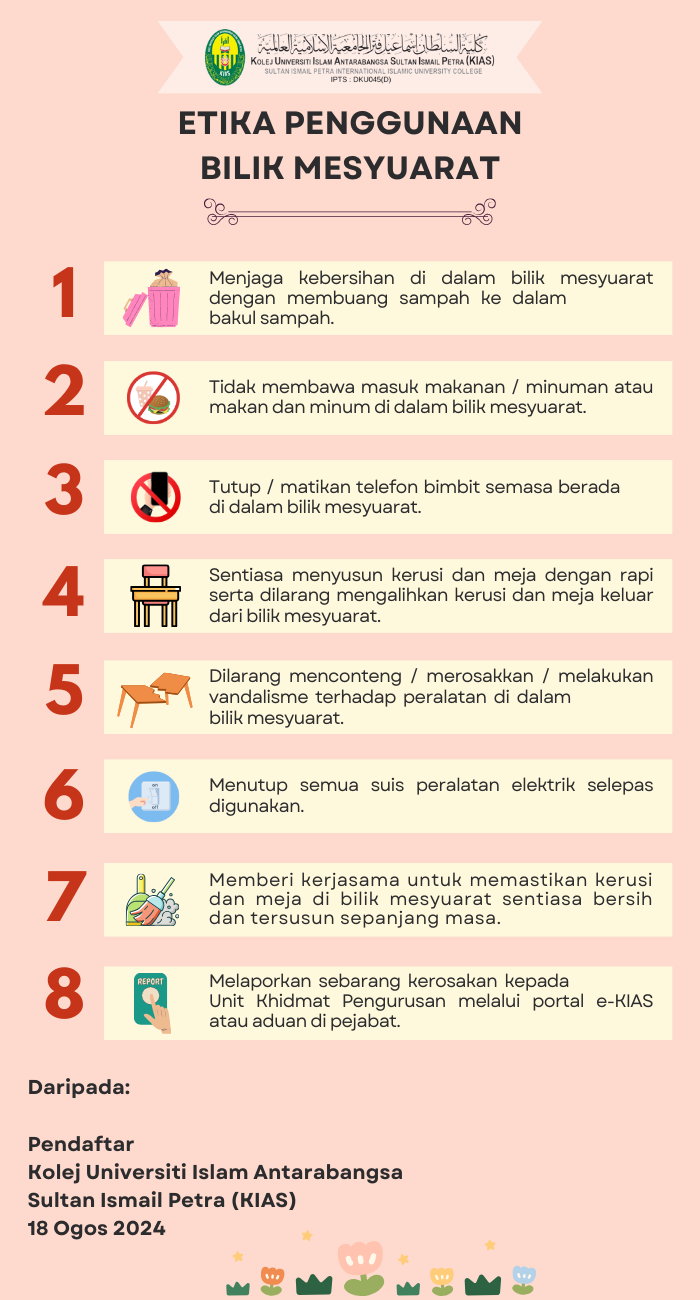 كلية السلطان إسماعيل فترا الجامعية الإسلامية العالمية
KOLEJ UNIVERSITI ISLAM ANTARABANGSA SULTAN ISMAIL PETRA (KIAS)
SULTAN ISMAIL PETRA INTERNATIONAL ISLAMIC UNIVERSITY COLLEGE
IPTS : DKU045(D)
KIAS
ETIKA PENGGUNAAN
BILIK MESYUARAT
1
Menjaga kebersihan di dalam bilik mesyuarat
dengan membuang sampah ke dalam
bakul sampah.
2
Tidak membawa masuk makanan / minuman atau
makan dan minum di dalam bilik mesyuarat.
3
Tutup / matikan telefon bimbit semasa berada
di dalam bilik mesyuarat.
4
Sentiasa menyusun kerusi dan meja dengan rapi
serta dilarang mengalihkan kerusi dan meja keluar
dari bilik mesyuarat.
5
Dilarang menconteng / merosakkan / melakukan
vandalisme terhadap peralatan di dalam
bilik mesyuarat.
6
on
off
Menutup semua suis peralatan elektrik selepas
digunakan.
7
Memberi kerjasama untuk memastikan kerusi
dan meja di bilik mesyuarat sentiasa bersih
dan tersusun sepanjang masa.
8
REPORT
Melaporkan sebarang kerosakan kepada
Unit Khidmat Pengurusan melalui portal e-KIAS
atau aduan di pejabat.
Daripada:
Pendaftar
Kolej Universiti Islam Antarabangsa
Sultan Ismail Petra (KIAS)
18 Ogos 2024